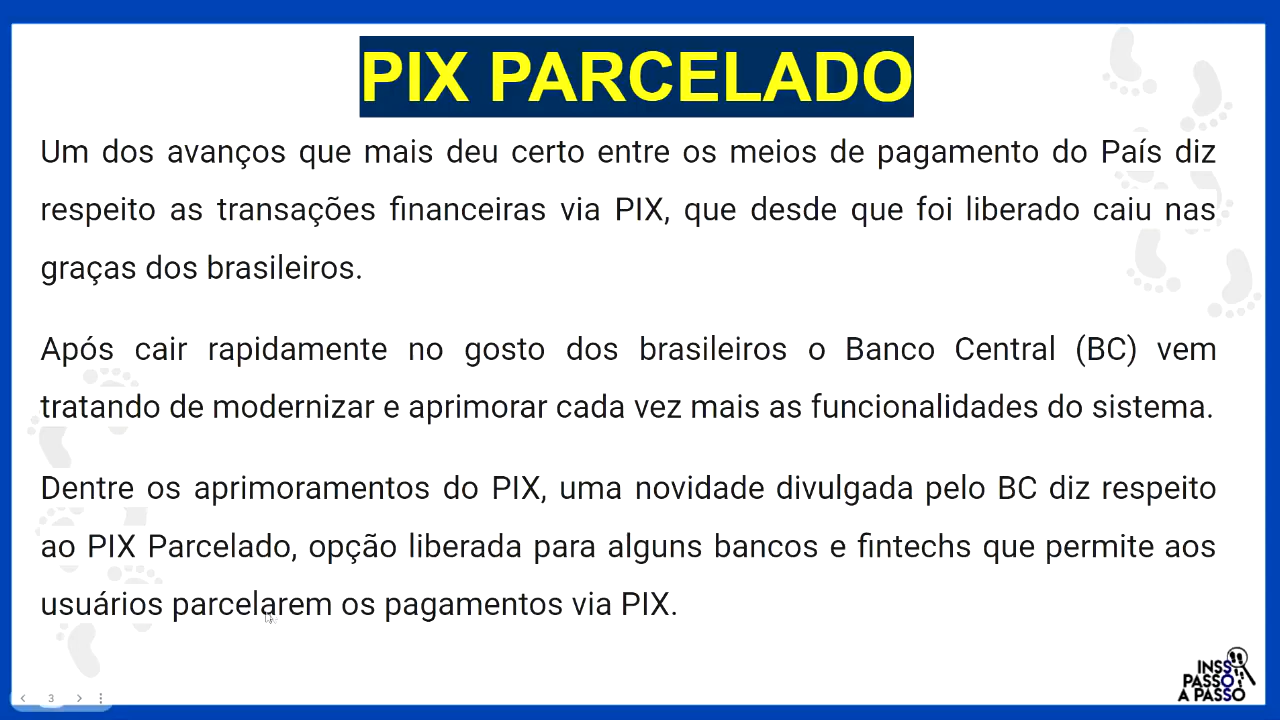 PIX PARCELADO
Um dos avanços que mais deu certo entre os meios de pagamento do País diz
respeito as transações financeiras via PIX, que desde que foi liberado caiu nas
graças dos brasileiros.
Após cair rapidamente no gosto dos brasileiros o Banco Central (BC) vem
tratando de modernizar e aprimorar cada vez mais as funcionalidades do sistema.
Dentre os aprimoramentos do PIX, uma novidade divulgada pelo BC diz respeito
ao PIX Parcelado, opção liberada para alguns bancos e fintechs que permite aos
usuários parcelarem os pagamentos via PIX.
INSS
PASSO
A PASSO
3